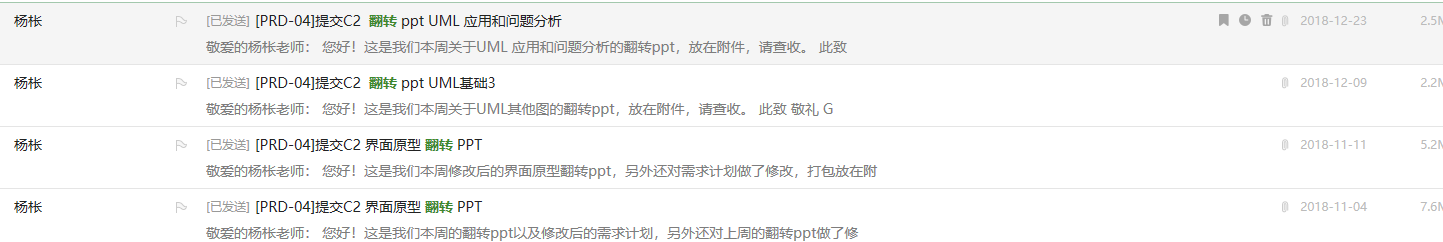 杨枨 [已发送] [PRD-04]提交C2 翻转 ppt UML 应用和问题分析 2018-12-23 2.5M
敬爱的杨枨老师： 您好！这是我们本周关于UML 应用和问题分析的翻转ppt，放在附件，请查收。 此致
杨枨 [已发送] [PRD-04]提交C2 翻转 ppt UML基础3 2018-12-09 2.2M
敬爱的杨枨老师： 您好！这是我们本周关于UML其他图的翻转ppt，放在附件，请查收。 此致 敬礼 G
杨枨 [已发送] [PRD-04]提交C2 界面原型 翻转 PPT 2018-11-11 5.2M
敬爱的杨枨老师： 您好！这是我们本周修改后的界面原型翻转ppt，另外还对需求计划做了修改，打包放在附
杨枨 [已发送] [PRD-04]提交C2 界面原型 翻转 PPT 2018-11-04 7.6M
敬爱的杨枨老师： 您好！这是我们本周的翻转ppt以及修改后的需求计划，另外还对上周的翻转ppt做了修